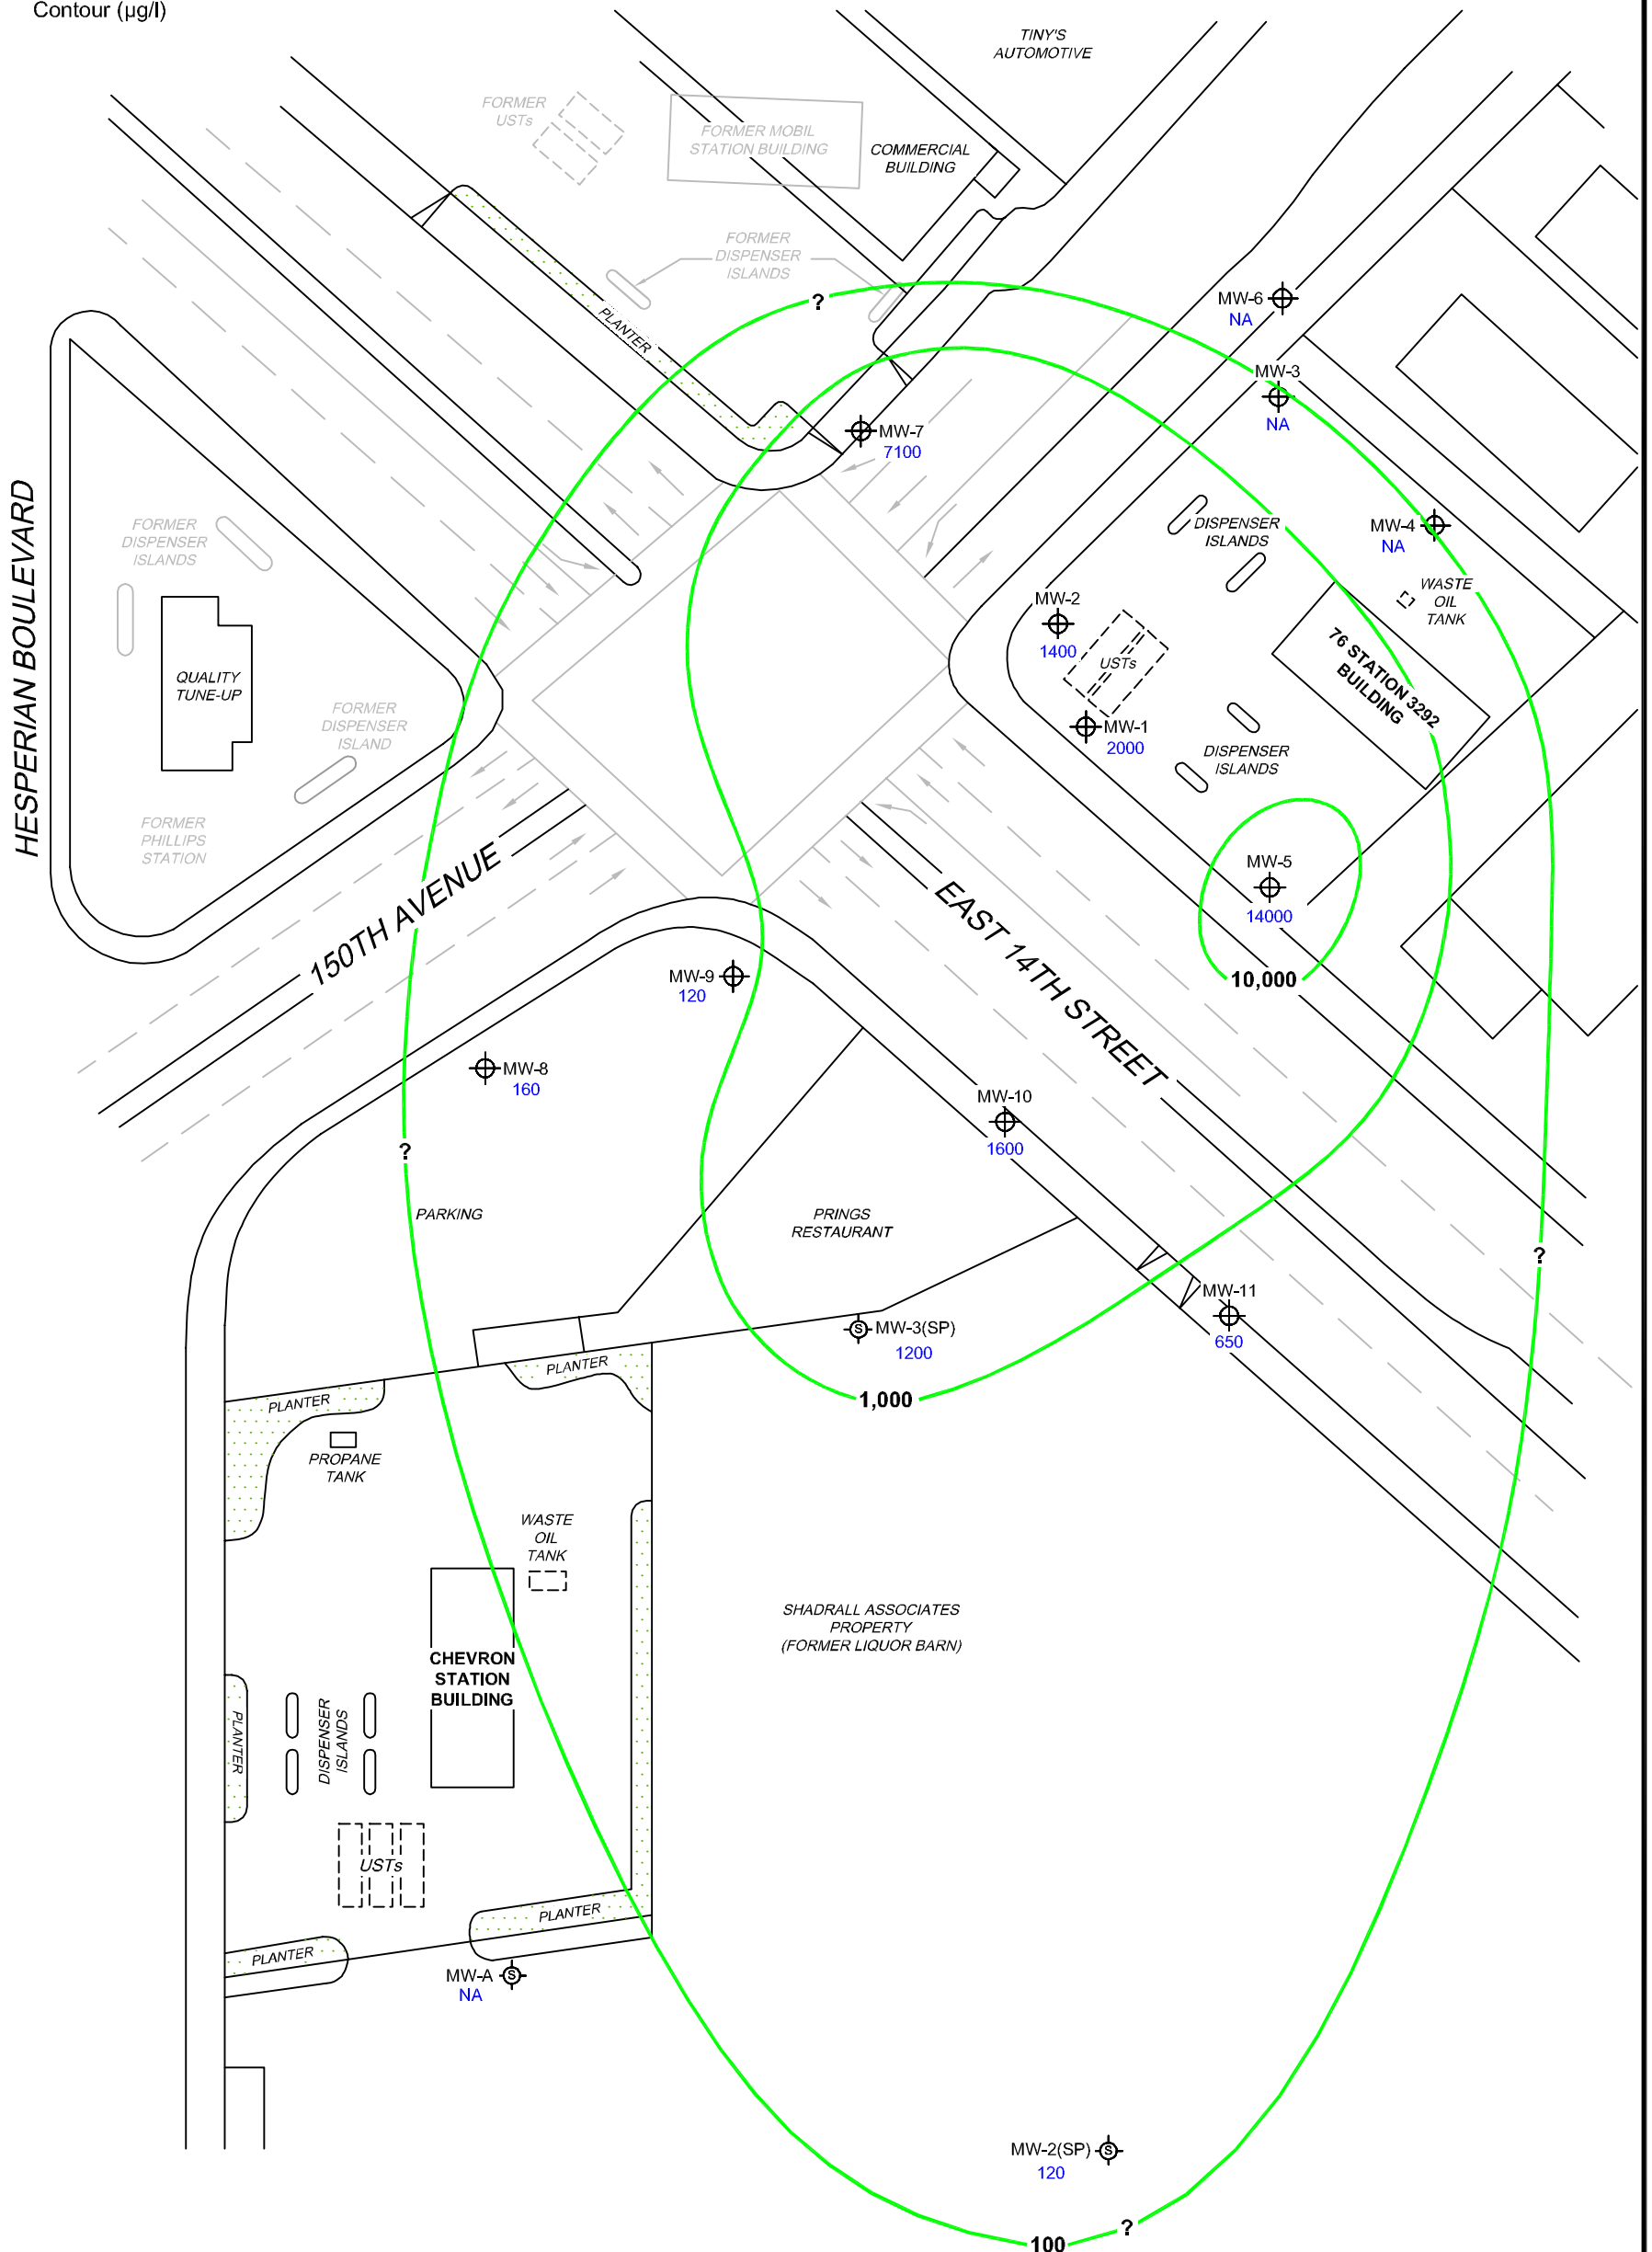 Contour (µg/l)
TINY'S
AUTOMOTIVE
FORMER
USTs
FORMER MOBIL
STATION BUILDING
COMMERCIAL
BUILDING
FORMER
DISPENSER
ISLANDS
?
PLANTER
MW-6
NA
MW-3
NA
MW-7
7100
HESPERIAN BOULEVARD
FORMER
DISPENSER
ISLANDS
DISPENSER
ISLANDS
MW-4
NA
WASTE
OIL
TANK
MW-2
1400
USTs
76 STATION 3292
BUILDING
QUALITY
TUNE-UP
FORMER
DISPENSER
ISLAND
MW-1
2000
DISPENSER
ISLANDS
FORMER
PHILLIPS
STATION
150TH AVENUE
EAST 14TH STREET
MW-5
14000
10,000
MW-9
120
MW-8
160
MW-10
1600
?
PARKING
PRINGS
RESTAURANT
?
MW-11
650
MW-3(SP)
1200
S
PLANTER
PLANTER
1,000
PROPANE
TANK
WASTE
OIL
TANK
SHADRALL ASSOCIATES
PROPERTY
(FORMER LIQUOR BARN)
CHEVRON
STATION
BUILDING
PLANTER
DISPENSER
ISLANDS
USTs
PLANTER
PLANTER
MW-A
NA
S
MW-2(SP)
120
S
?
100